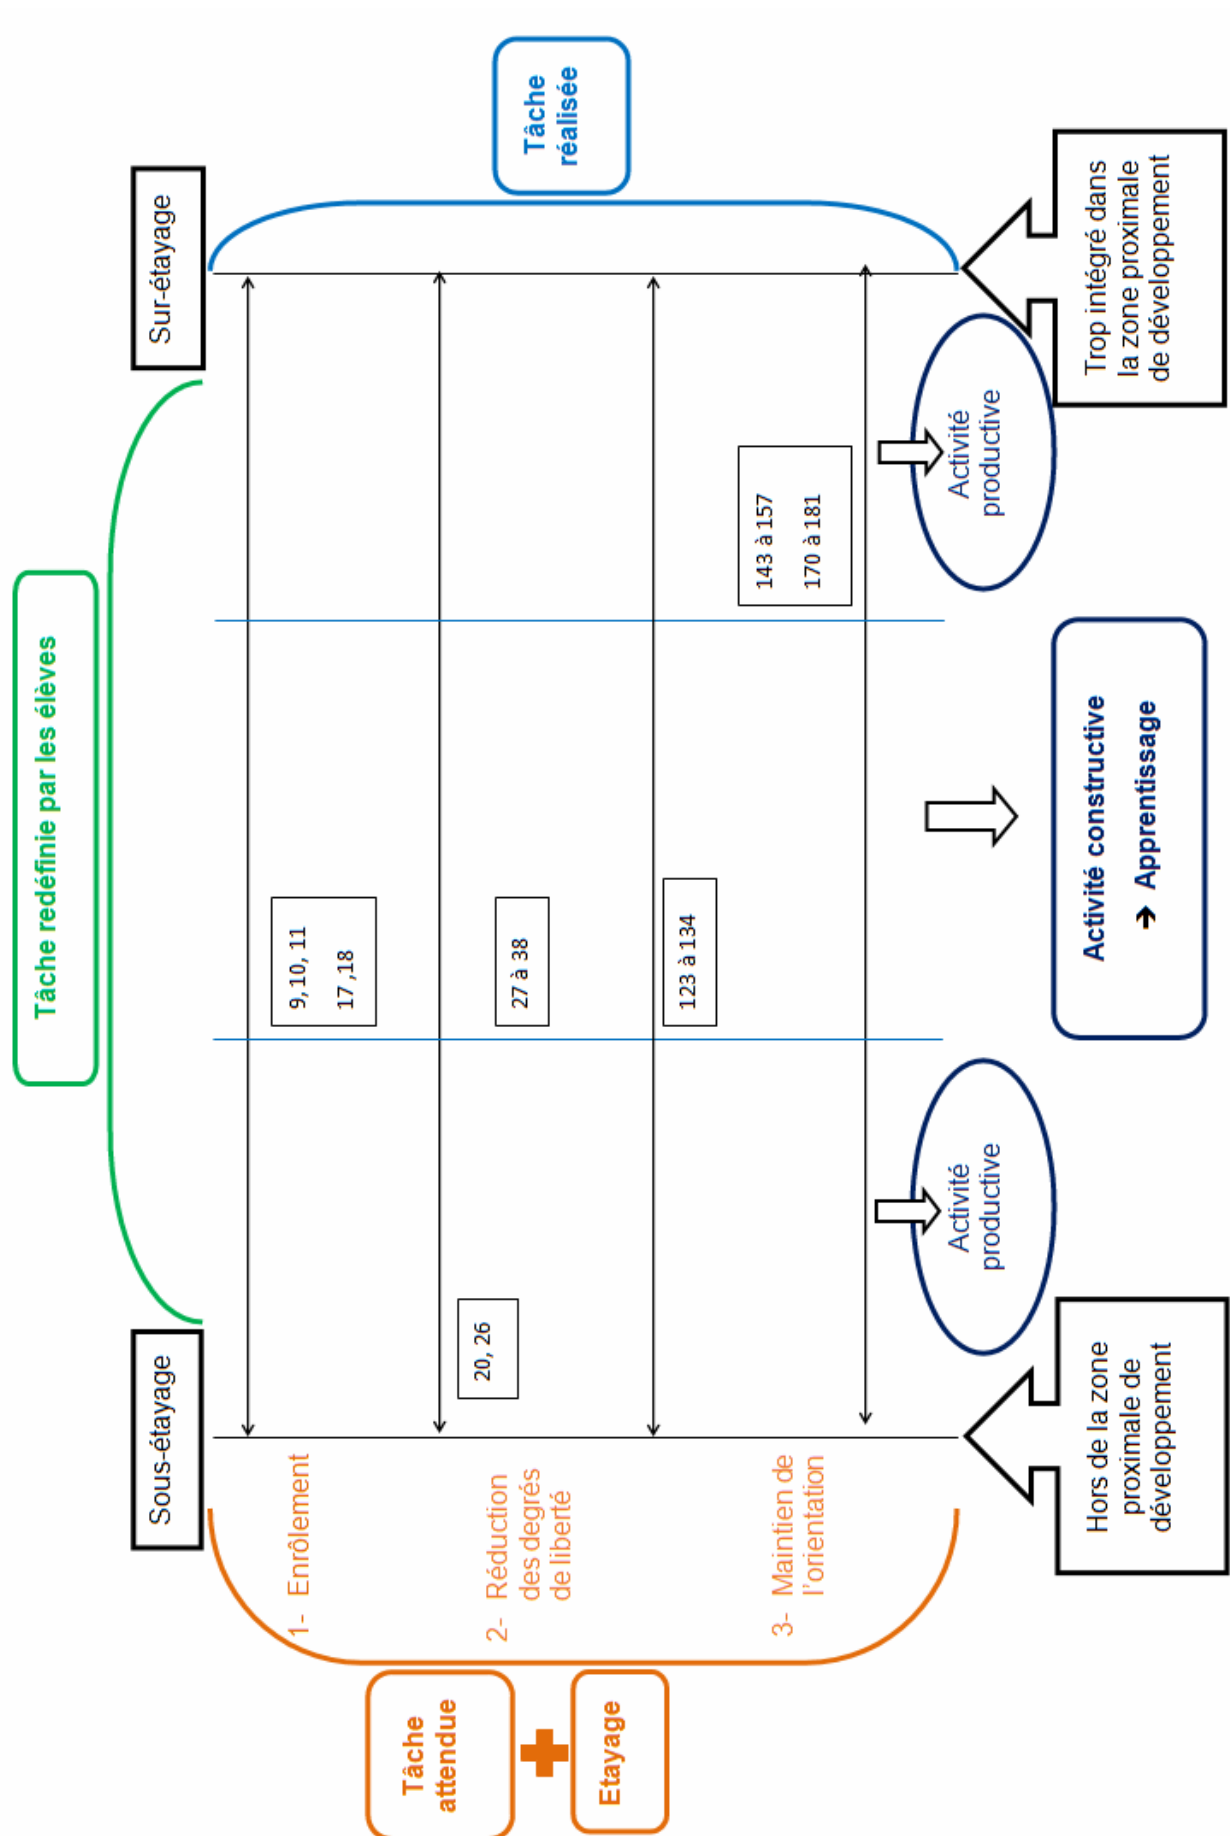 Tâche redéfinie par les élèves
Sous-étayage
Sur-étayage
Tâche
attendue
Etayage
1- Enrôlement
2- Réduction
des degrés
de liberté
3- Maintien de
l'orientation
9,10, 11
17 ,18
20, 26
27 à 38
123 à 134
143 à 157
170 à 181
Tâche
réalisée
Activité
productive
Activité
productive
Hors de la zone
proximale de
développement
Activité constructive
➔ Apprentissage
Trop intégré dans
la zone proximale
de développement